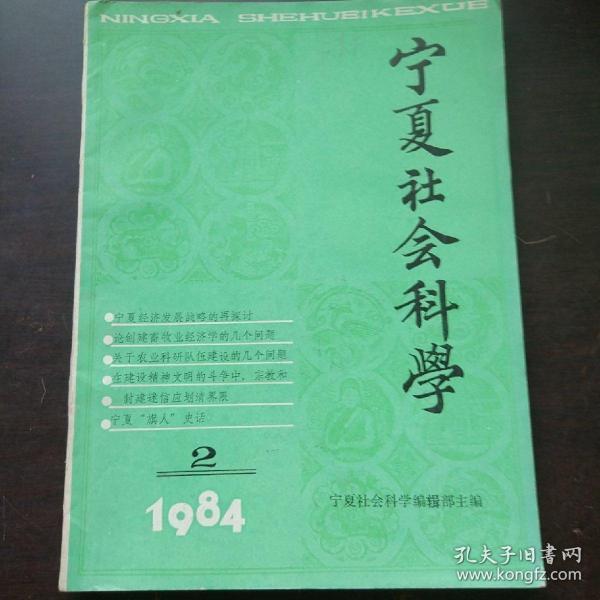 NINGXIA SHEHUEIKEXUE
宁夏社会科學
宁夏经济发展战略的再探讨
论创建畜牧业经济学的几个问题
关于农业科研队伍建设的几个问题
在建设精神文明的斗争中，宗教和
封建迷信应划清界限
宁夏“旗人”史话
2
1984
宁夏社会科学编辑部主编
孔夫子旧书网
www.kongfz.com